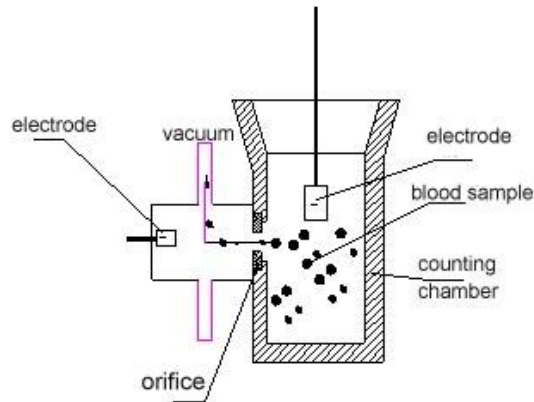 electrode
vacuum
electrode
blood sample
counting
chamber
orifice